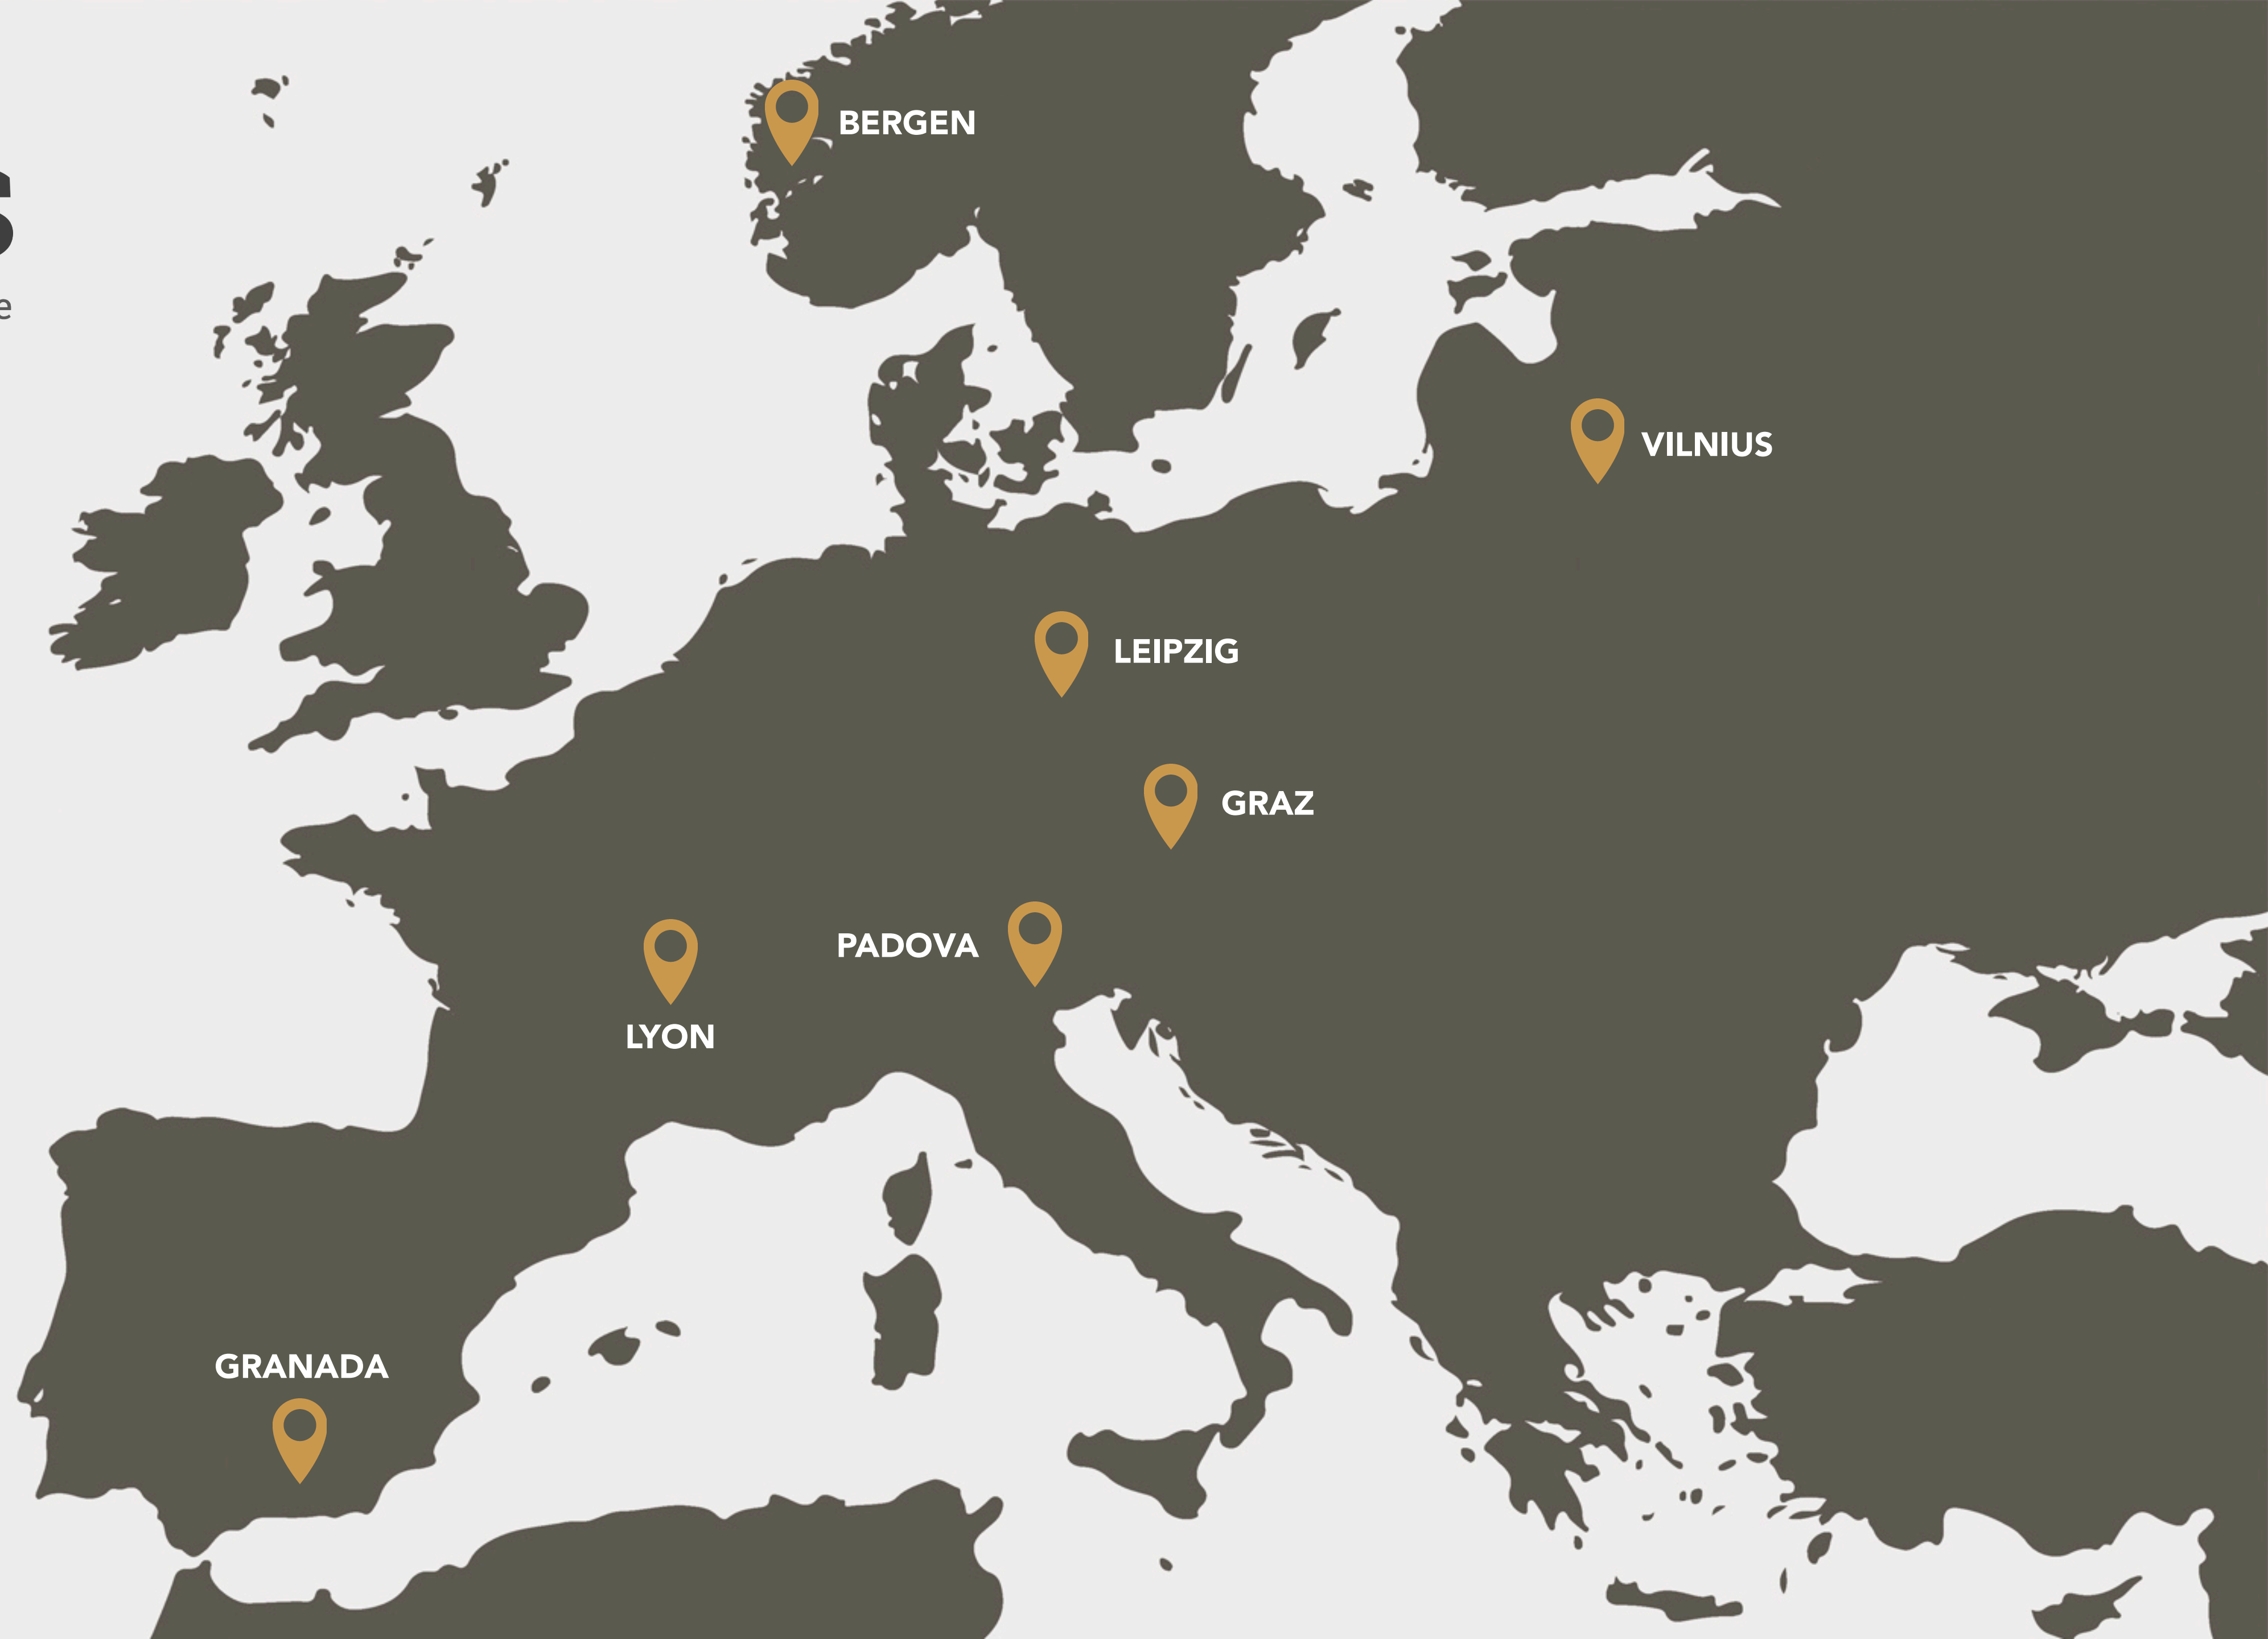 S
e
BERGEN
VILNIUS
LEIPZIG
GRAZ
PADOVA
LYON
GRANADA